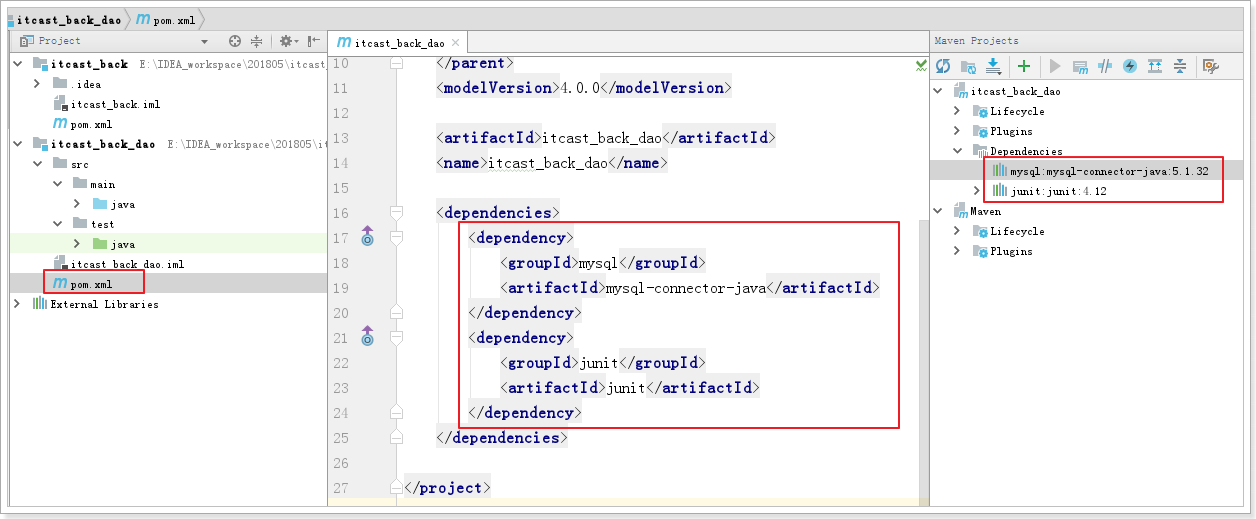 itcast_back_dao
pom.xml
Project
itcast_back E:\IDEA_workspace\201805\itcast_
.idea
itcast_back.iml
pom.xml
itcast_back_dao E:\IDEA_workspace\201805\it
src
main
java
test
java
itcast_back_dao.iml
pom.xml
External Libraries
itcast_back_dao
10 </parent>
11 <modelVersion>4.0.0</modelVersion>
12
13 <artifactId>itcast_back_dao</artifactId>
14 <name>itcast_back_dao</name>
15
16 <dependencies>
17 <dependency>
18 <groupId>mysql</groupId>
19 <artifactId>mysql-connector-java</artifactId>
20 </dependency>
21 <dependency>
22 <groupId>junit</groupId>
23 <artifactId>junit</artifactId>
24 </dependency>
25 </dependencies>
26
27 </project>
Maven Projects
itcast_back_dao
Lifecycle
Plugins
Dependencies
mysql:mysql-connector-java:5.1.32
junit:junit:4.12
Maven
Lifecycle
Plugins